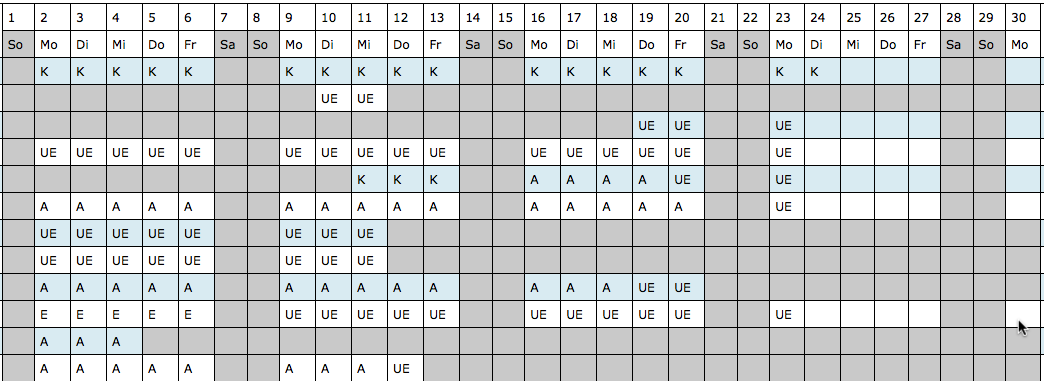 1 2 3 4 5 6 7 8 9 10 11 12 13 14 15 16 17 18 19 20 21 22 23 24 25 26 27 28 29 30
So Mo Di Mi Do Fr Sa So Mo Di Mi Do Fr Sa So Mo Di Mi Do Fr Sa So Mo Di Mi Do Fr Sa So Mo
K K K K K K K K K K K K K K K K K
UE UE
UE UE UE
UE UE UE UE UE UE UE UE UE UE UE UE UE UE UE UE
K K K A A A A UE UE
A A A A A A A A A A A A A A A UE
UE UE UE UE UE UE UE UE
UE UE UE UE UE UE UE UE
A A A A A A A A A A A A A UE UE
E E E E E UE UE UE UE UE UE UE UE UE UE UE
A A A
A A A A A A A A UE